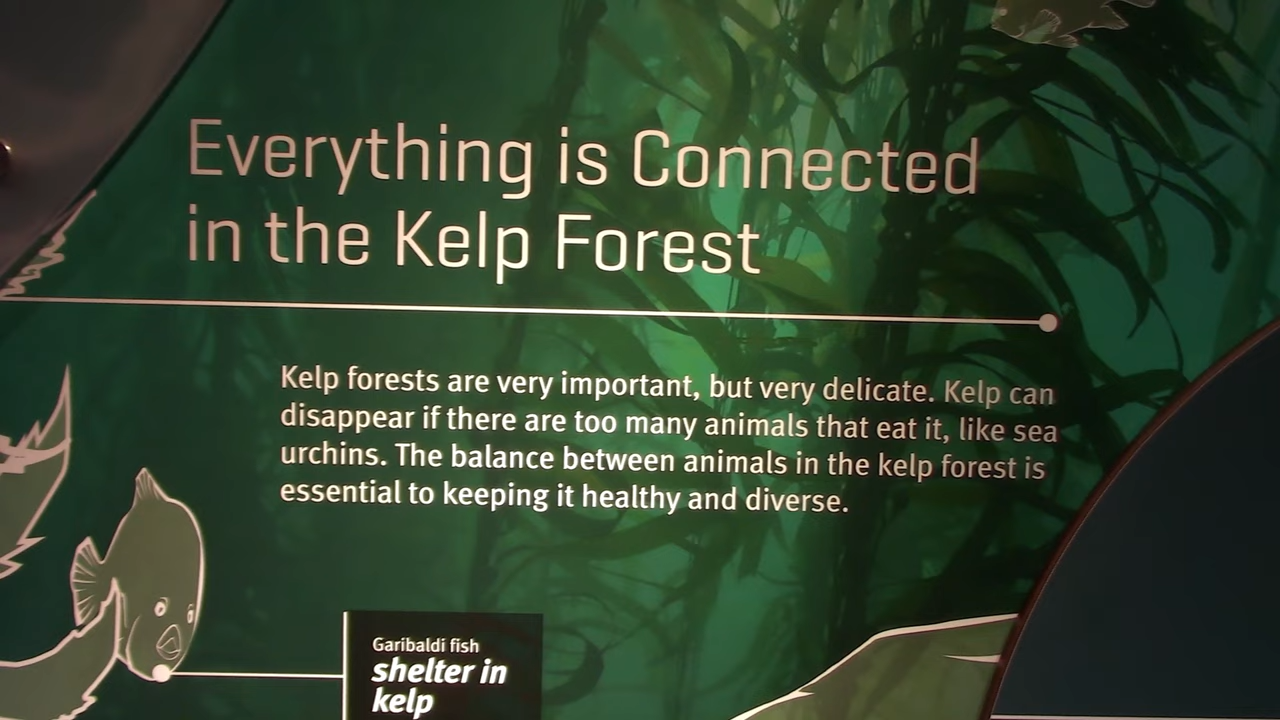 Everything is Connected
in the Kelp Forest
Kelp forests are very important, but very delicate. Kelp can
disappear if there are too many animals that eat it, like sea
urchins. The balance between animals in the kelp forest is
essential to keeping it healthy and diverse.
Garibaldi fish
shelter in
kelp